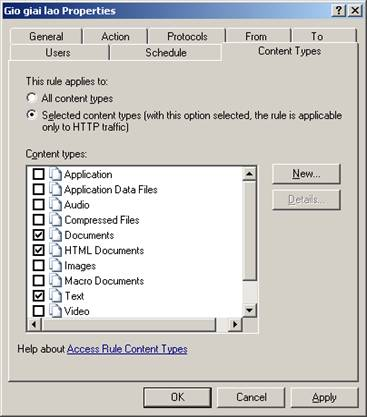 Gio giai lao Properties
General Action Protocols From To
Users Schedule Content Types
This rule applies to:
All content types
Selected content types (with this option selected, the rule is applicable
only to HTTP traffic)
Content types:
Application
Application Data Files
Audio
Compressed Files
Documents
HTML Documents
Images
Macro Documents
Text
Video
New...
Details...
Help about Access Rule Content Types
OK Cancel Apply